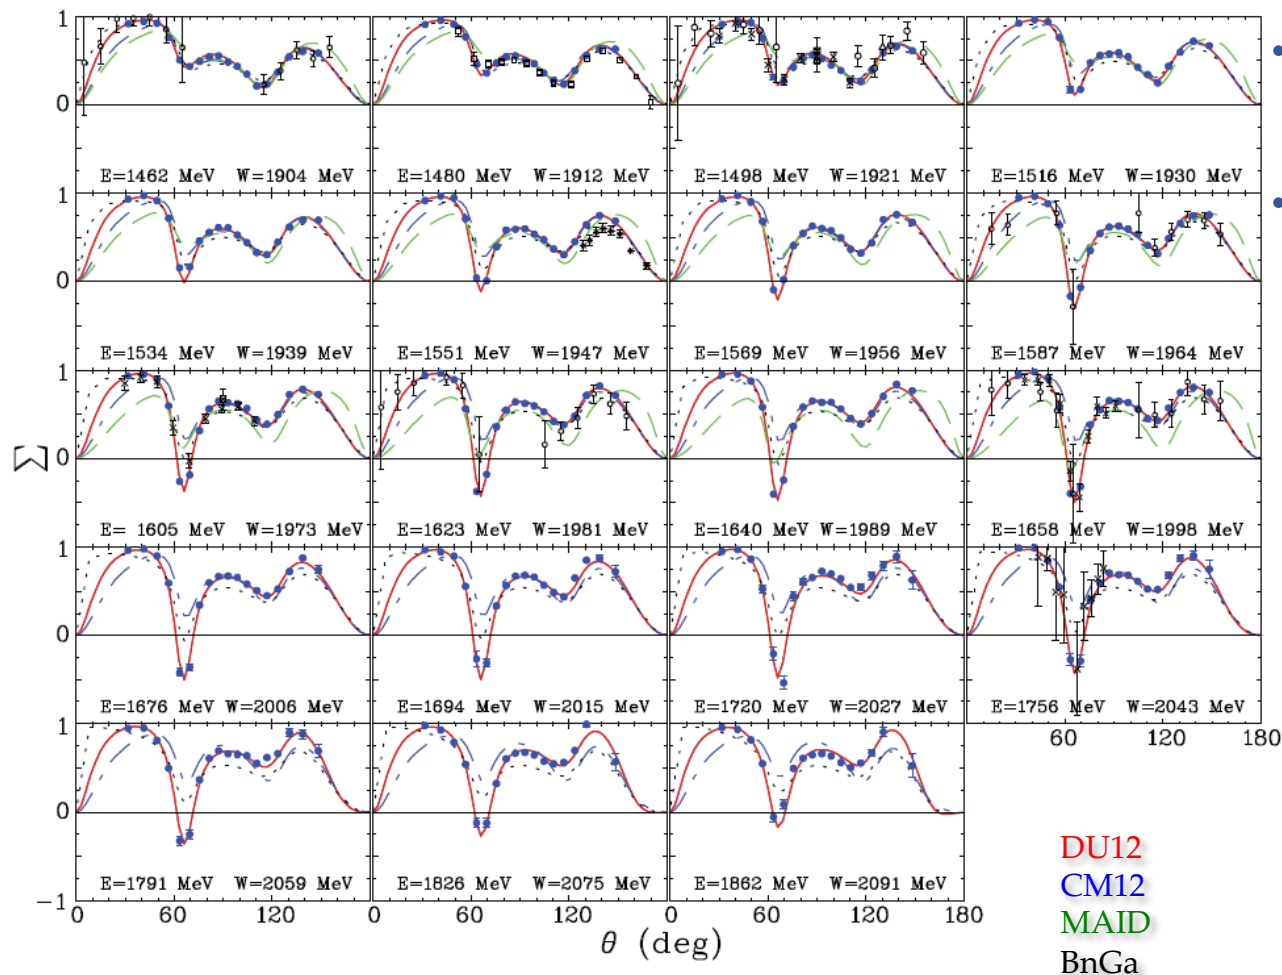 1
0
E=1462 MeV W=1904 MeV
E=1480 MeV W=1912 MeV
E=1498 MeV W=1921 MeV
E=1516 MeV W=1930 MeV
1
0
E=1534 MeV W=1939 MeV
E=1551 MeV W=1947 MeV
E=1569 MeV W=1956 MeV
E=1587 MeV W=1964 MeV
1
0
Σ
E= 1605 MeV W=1973 MeV
E=1623 MeV W=1981 MeV
E=1640 MeV W=1989 MeV
E=1658 MeV W=1998 MeV
1
0
E=1676 MeV W=2006 MeV
E=1694 MeV W=2015 MeV
E=1720 MeV W=2027 MeV
E=1756 MeV W=2043 MeV
60 120 180
1
0
E=1791 MeV W=2059 MeV
E=1826 MeV W=2075 MeV
E=1862 MeV W=2091 MeV
−1
0 60 120 0 60 120 0 60 120 180
θ (deg)
DU12
CM12
MAID
BnGa